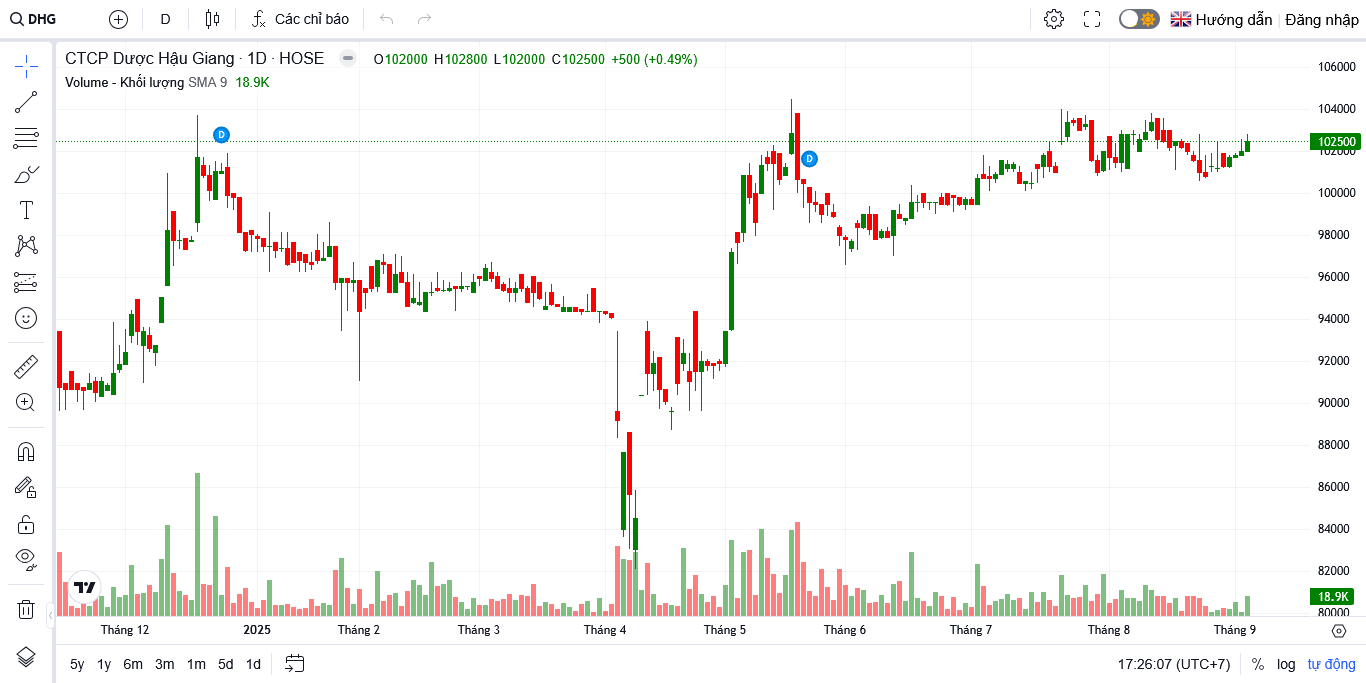 DHG D Các chỉ báo Hướng dẫn Đăng nhập
CTCP Dược Hậu Giang · 1D · HOSE O102000 H102800 L102000 C102500 +500 (+0.49%)
Volume - Khối lượng SMA 9 18.9K
106000
104000
102500
102000
100000
98000
96000
94000
92000
90000
88000
86000
84000
82000
18.9K
80000
D
D
T
Tháng 12 2025 Tháng 2 Tháng 3 Tháng 4 Tháng 5 Tháng 6 Tháng 7 Tháng 8 Tháng 9
5y 1y 6m 3m 1m 5d 1d 17:26:07 (UTC+7) % log tự động